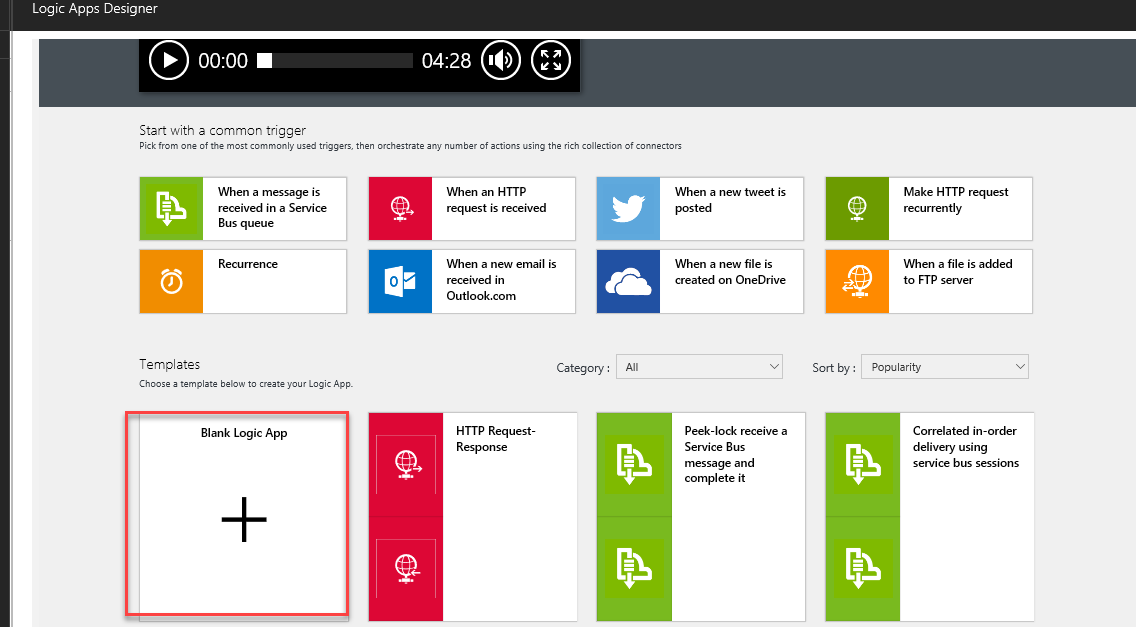 Logic Apps Designer
00:00 04:28
Start with a common trigger
Pick from one of the most commonly used triggers, then orchestrate any number of actions using the rich collection of connectors
When a message is
received in a Service
Bus queue
When an HTTP
request is received
When a new tweet is
posted
Make HTTP request
recurrently
Recurrence
When a new email is
received in
Outlook.com
When a new file is
created on OneDrive
When a file is added
to FTP server
Templates
Choose a template below to create your Logic App.
Category : All
Sort by : Popularity
Blank Logic App
HTTP Request-
Response
Peek-lock receive a
Service Bus
message and
complete it
Correlated in-order
delivery using
service bus sessions